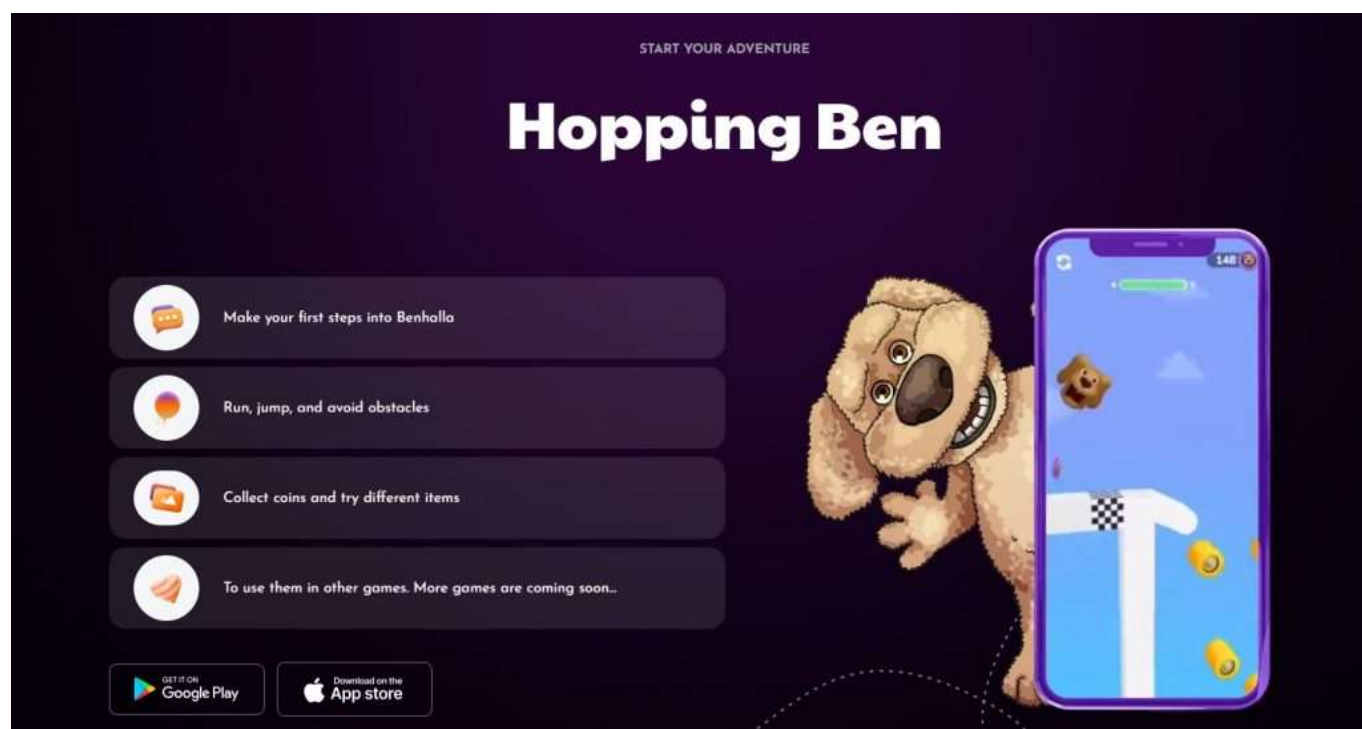 START YOUR ADVENTURE
Hopping Ben
Make your first steps into Benhalla
Run, jump, and avoid obstacles
Collect coins and try different items
To use them in other games. More games are coming soon...
GET IT ON
Google Play
Download on the
App store
148